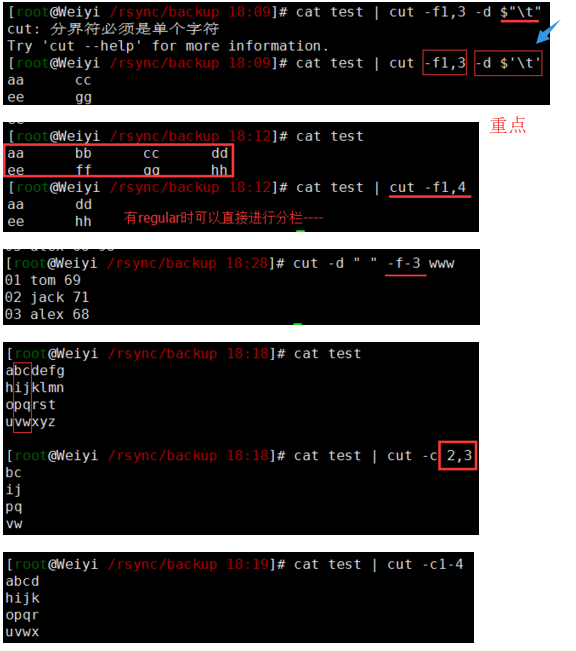 [root@Weiyi /rsync/backup 18:09]# cat test | cut -f1,3 -d $"\t"
cut: 分界符必须是单个字符
Try 'cut --help' for more information.
[root@Weiyi /rsync/backup 18:09]# cat test | cut -f1,3 -d $'\t'
aa cc
ee gg
重点
[root@Weiyi /rsync/backup 18:12]# cat test
aa bb cc dd
ee ff gg hh
[root@Weiyi /rsync/backup 18:12]# cat test | cut -f1,4
aa dd
ee hh
有regular时可以直接进行分栏----
[root@Weiyi /rsync/backup 18:28]# cut -d " " -f-3 www
01 tom 69
02 jack 71
03 alex 68
[root@Weiyi /rsync/backup 18:18]# cat test
abcdefg
hijklmn
opqrst
uvwxyz
[root@Weiyi /rsync/backup 18:18]# cat test | cut -c 2,3
bc
ij
pq
vw
[root@Weiyi /rsync/backup 18:19]# cat test | cut -c1-4
abcd
hijk
opqr
uvwx